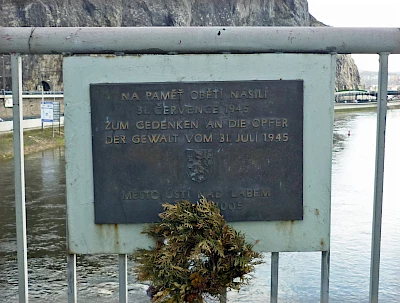 NA PAMĚŤ OBĚTÍ NÁSILÍ
31. ČERVENCE 1945
ZUM GEDENKEN AN DIE OPFER
DER GEWALT VOM 31. JULI 1945
MĚSTO ÚSTÍ NAD LABEM